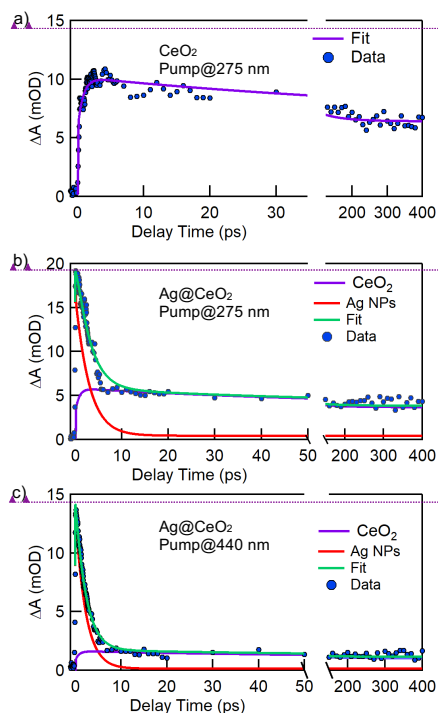 a)
15
10
5
0
ΔA (mOD)
CeO₂
Pump@275 nm
Fit
Data
0
10
20
30
200
300
400
Delay Time (ps)
b)
20
15
10
5
0
ΔA (mOD)
Ag@CeO₂
Pump@275 nm
CeO₂
Ag NPs
Fit
Data
0
10
20
30
40
50
200
300
400
Delay Time (ps)
c)
15
10
5
0
ΔA (mOD)
Ag@CeO₂
Pump@440 nm
CeO₂
Ag NPs
Fit
Data
0
10
20
30
40
50
200
300
400
Delay Time (ps)